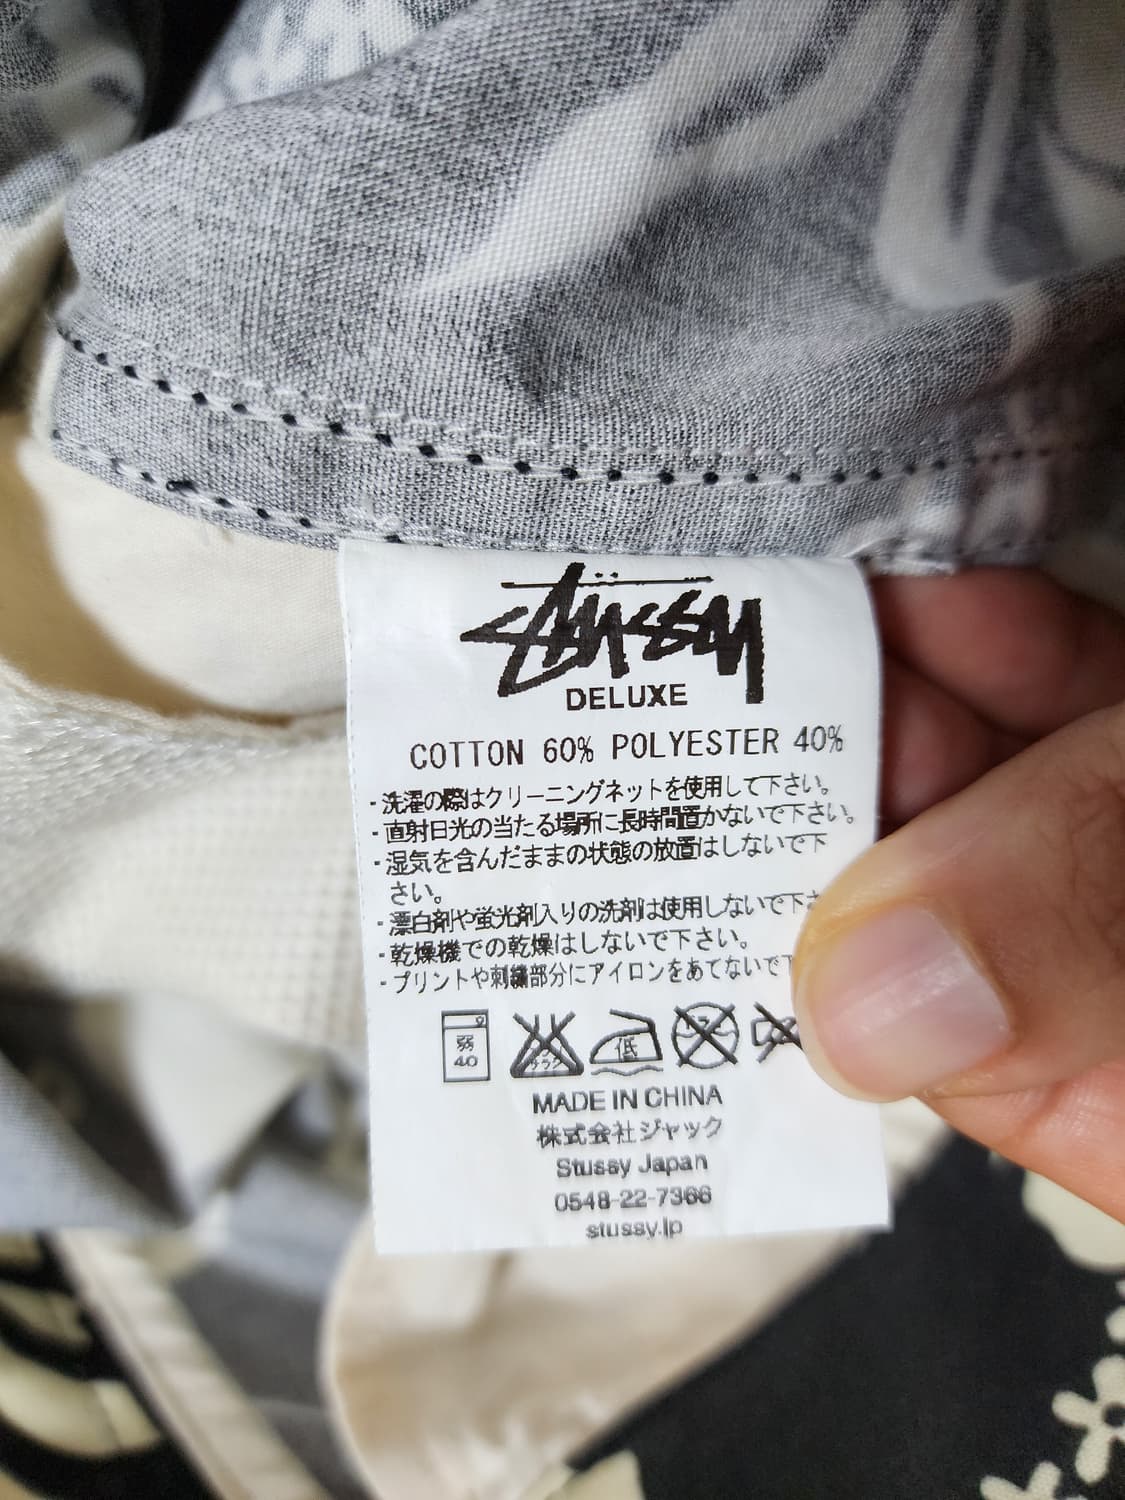 Stüssy
DELUXE
COTTON 60% POLYESTER 40%
・洗濯の際はクリーニングネットを使用して下さい。
・直射日光の当たる場所に長時間置かないで下さい。
・湿気を含んだままの状態の放置はしないで下
さい。
・漂白剤や蛍光剤入りの洗剤は使用しないで下さ
・乾燥機での乾燥はしないで下さい。
・プリントや刺繍部分にアイロンをあてないで下
弱 40
低
MADE IN CHINA
株式会社ジャック
Stussy Japan
0548-22-7366
stussy.jp